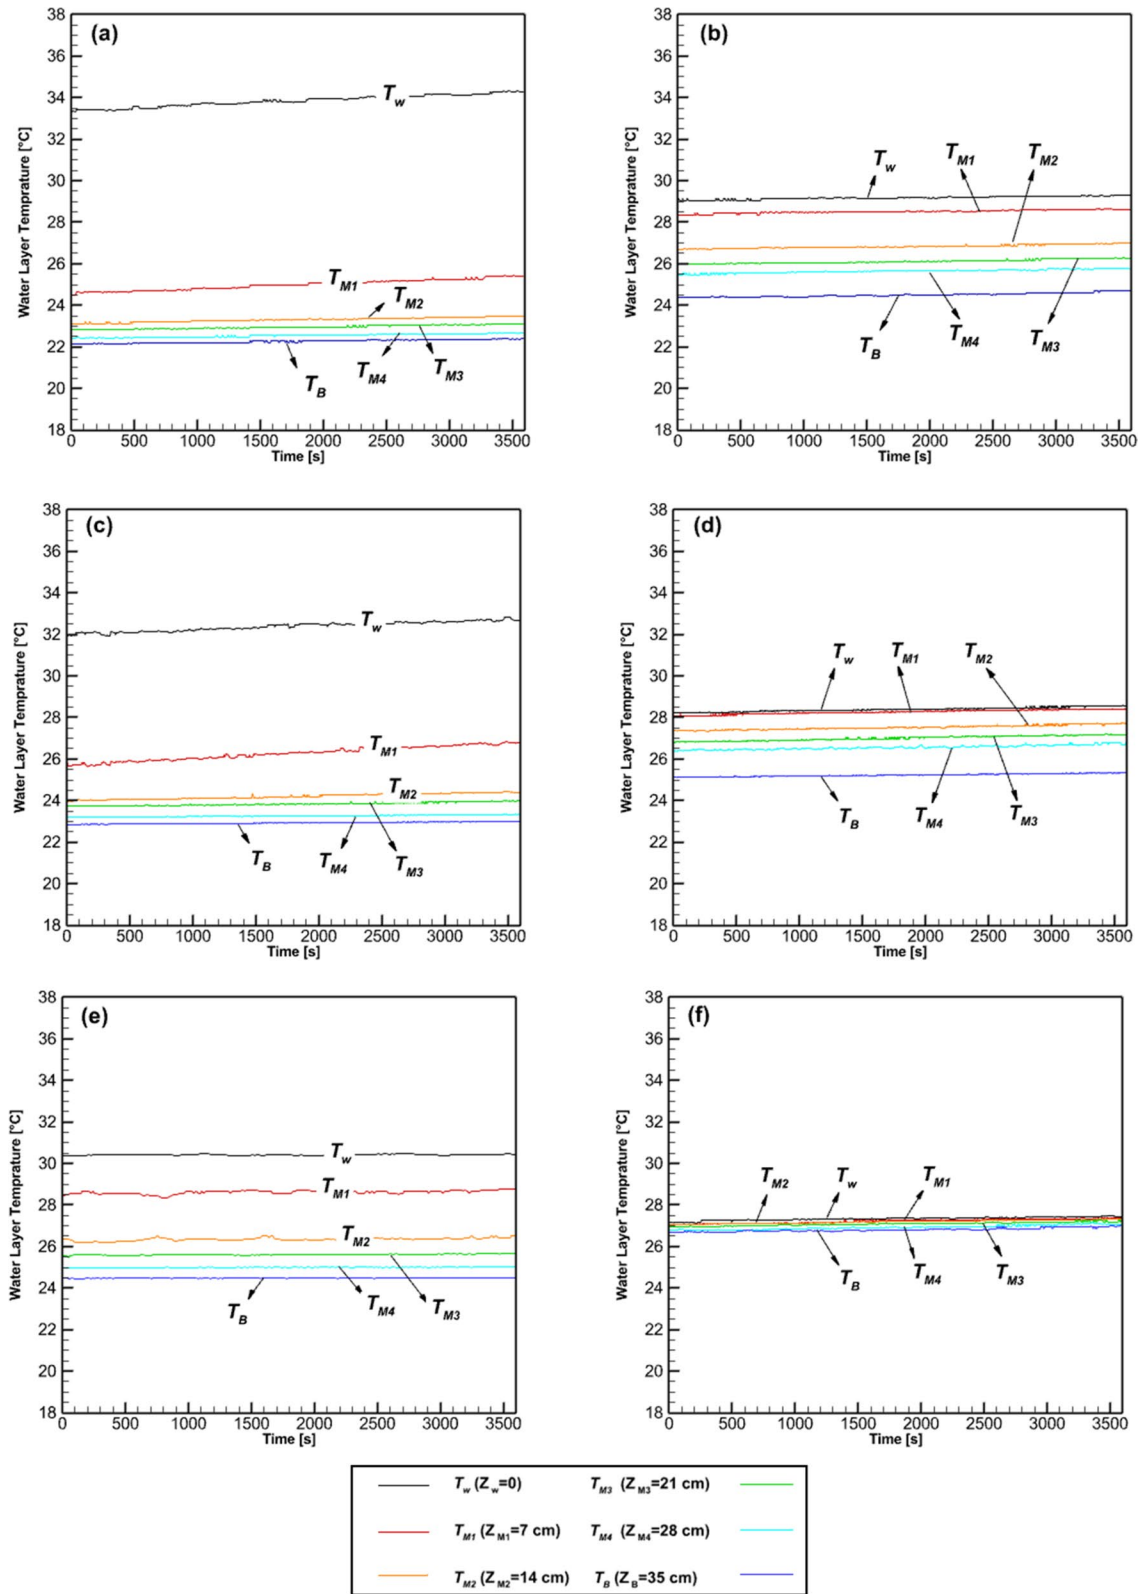 (a)
38
36
34
32
30
28
26
24
22
20
18
Water Layer Temprature [°C]
T_w
T_M1
T_M2
T_B
T_M4
T_M3
0 500 1000 1500 2000 2500 3000 3500
Time [s]
(b)
38
36
34
32
30
28
26
24
22
20
18
Water Layer Temprature [°C]
T_w
T_M1
T_M2
T_B
T_M4
T_M3
0 500 1000 1500 2000 2500 3000 3500
Time [s]
(c)
38
36
34
32
30
28
26
24
22
20
18
Water Layer Temprature [°C]
T_w
T_M1
T_M2
T_B
T_M4
T_M3
0 500 1000 1500 2000 2500 3000 3500
Time [s]
(d)
38
36
34
32
30
28
26
24
22
20
18
Water Layer Temprature [°C]
T_w
T_M1
T_M2
T_B
T_M4
T_M3
0 500 1000 1500 2000 2500 3000 3500
Time [s]
(e)
38
36
34
32
30
28
26
24
22
20
18
Water Layer Temprature [°C]
T_w
T_M1
T_M2
T_B
T_M4
T_M3
0 500 1000 1500 2000 2500 3000 3500
Time [s]
(f)
38
36
34
32
30
28
26
24
22
20
18
Water Layer Temprature [°C]
T_M2
T_w
T_M1
T_B
T_M4
T_M3
0 500 1000 1500 2000 2500 3000 3500
Time [s]
T_w (Z_w=0) T_M3 (Z_M3=21 cm)
T_M1 (Z_M1=7 cm) T_M4 (Z_M4=28 cm)
T_M2 (Z_M2=14 cm) T_B (Z_B=35 cm)